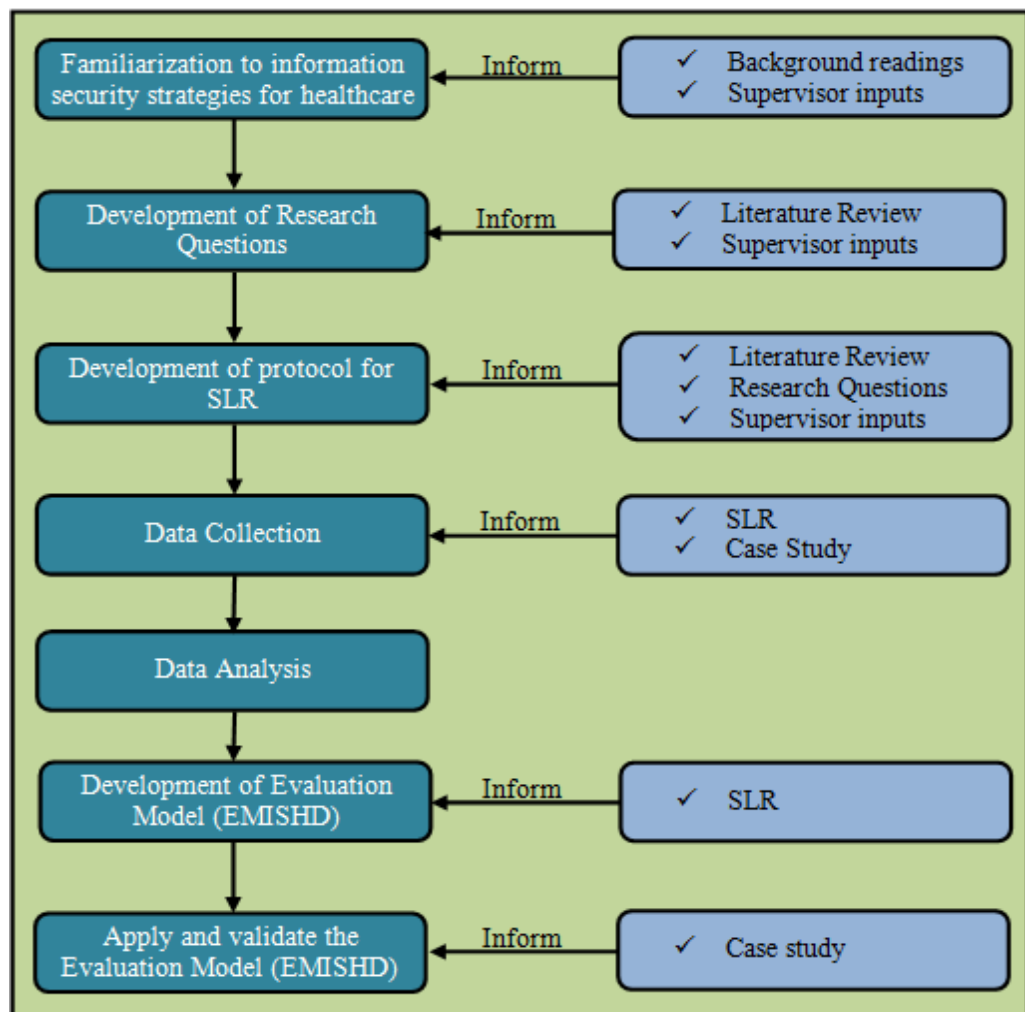 Familiarization to information
security strategies for healthcare
Inform
✓ Background readings
✓ Supervisor inputs
Development of Research
Questions
Inform
✓ Literature Review
✓ Supervisor inputs
Development of protocol for
SLR
Inform
✓ Literature Review
✓ Research Questions
✓ Supervisor inputs
Data Collection
Inform
✓ SLR
✓ Case Study
Data Analysis
Development of Evaluation
Model (EMISHD)
Inform
✓ SLR
Apply and validate the
Evaluation Model (EMISHD)
Inform
✓ Case study